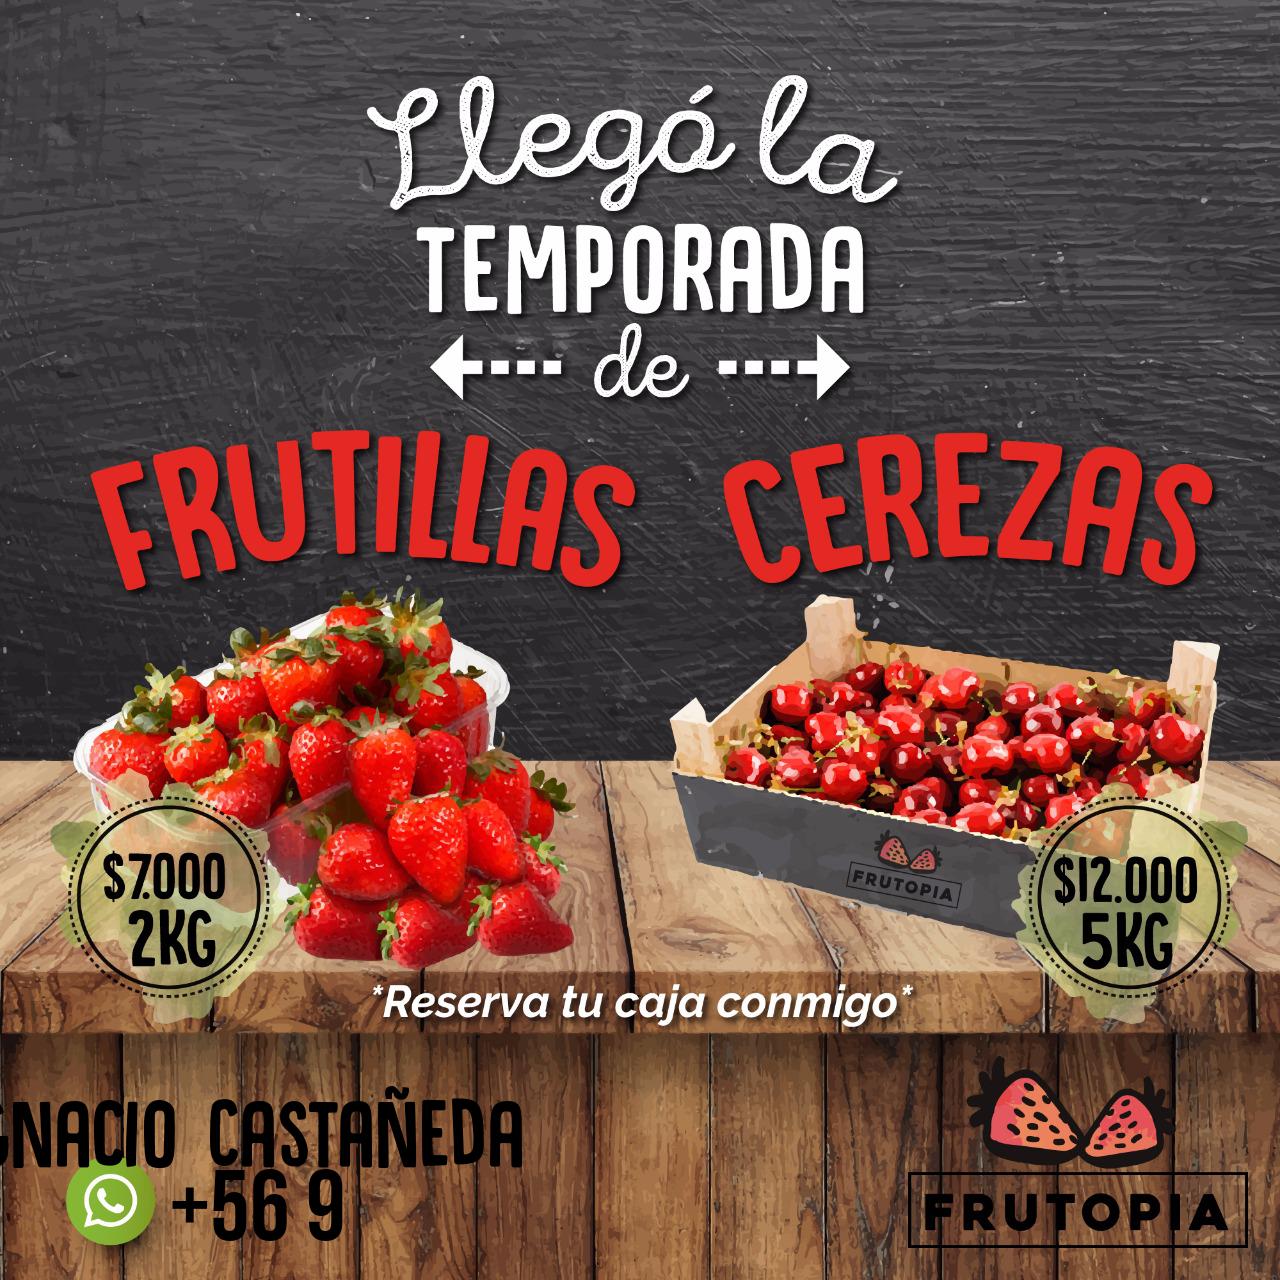 Llegó la
TEMPORADA
de
FRUTILLAS CEREZAS
FRUTOPIA
$7.000
2KG
$12.000
5KG
*Reserva tu caja conmigo*
GNACIO CASTAÑEDA
+56 9
FRUTOPIA